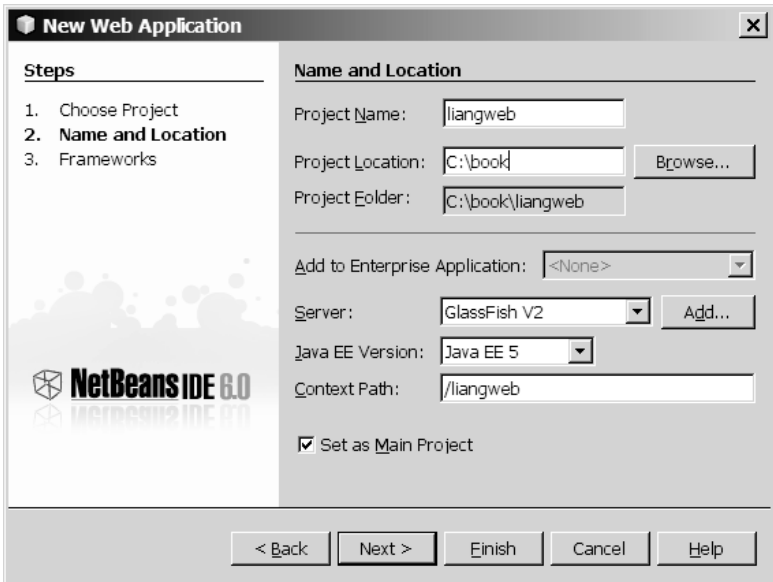 New Web Application
Steps
1. Choose Project
2. Name and Location
3. Frameworks
NetBeans IDE 6.0
Name and Location
Project Name: liangweb
Project Location: C:\book Browse...
Project Folder: C:\book\liangweb
Add to Enterprise Application: <None>
Server: GlassFish V2 Add...
Java EE Version: Java EE 5
Context Path: /liangweb
Set as Main Project
< Back Next > Finish Cancel Help